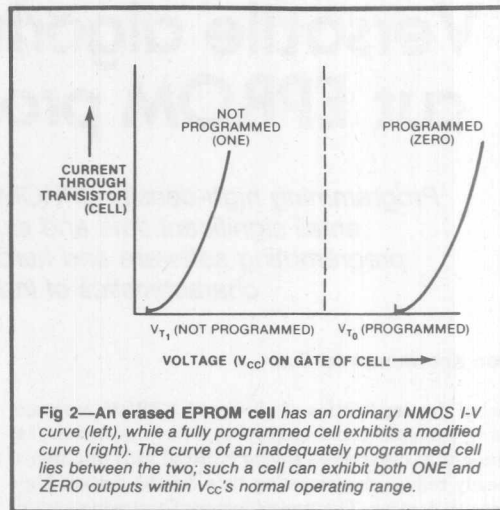 NOT
PROGRAMMED
(ONE)
PROGRAMMED
(ZERO)
CURRENT
THROUGH
TRANSISTOR
(CELL)
VT1 (NOT PROGRAMMED)
VT0 (PROGRAMMED)
VOLTAGE (VCC) ON GATE OF CELL
Fig 2—An erased EPROM cell has an ordinary NMOS I-V
curve (left), while a fully programmed cell exhibits a modified
curve (right). The curve of an inadequately programmed cell
lies between the two; such a cell can exhibit both ONE and
ZERO outputs within VCC's normal operating range.